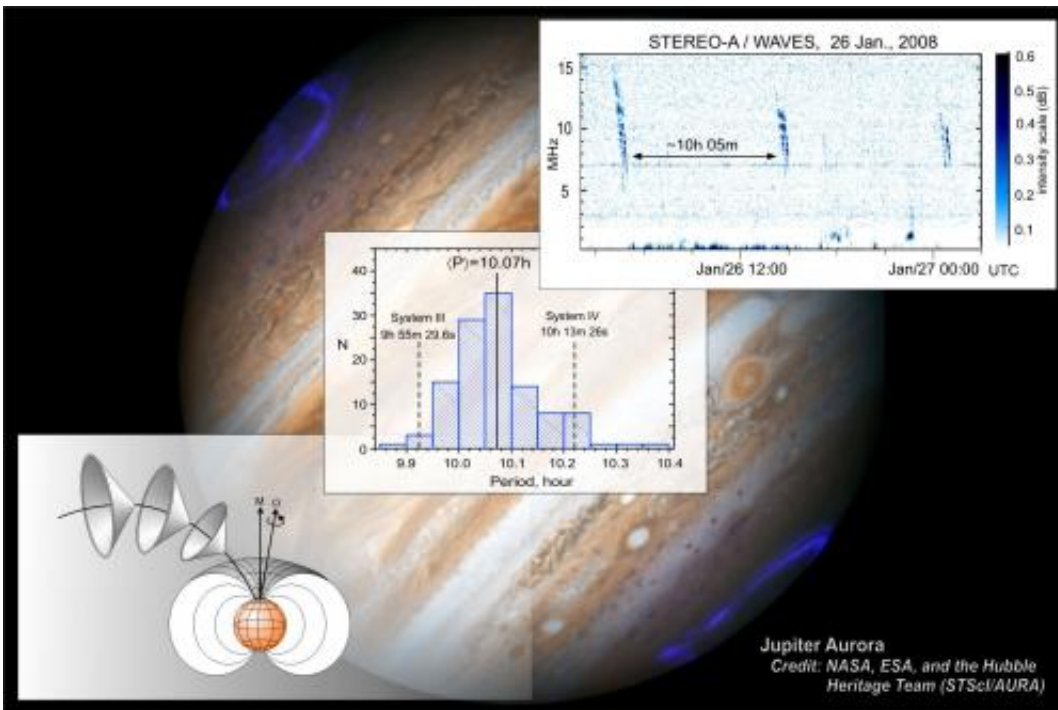 STEREO-A / WAVES, 26 Jan., 2008
15
10
5
MHz
~10h 05m
Jan/26 12:00
Jan/27 00:00 UTC
0.6
0.5
0.4
0.3
0.2
0.1
intensity scale (dB)
⟨P⟩=10.07h
System III
9h 55m 29.6s
System IV
10h 13m 26s
40
30
20
10
0
N
9.9 10.0 10.1 10.2 10.3 10.4
Period, hour
M
Jupiter Aurora
Credit: NASA, ESA, and the Hubble
Heritage Team (STScI/AURA)